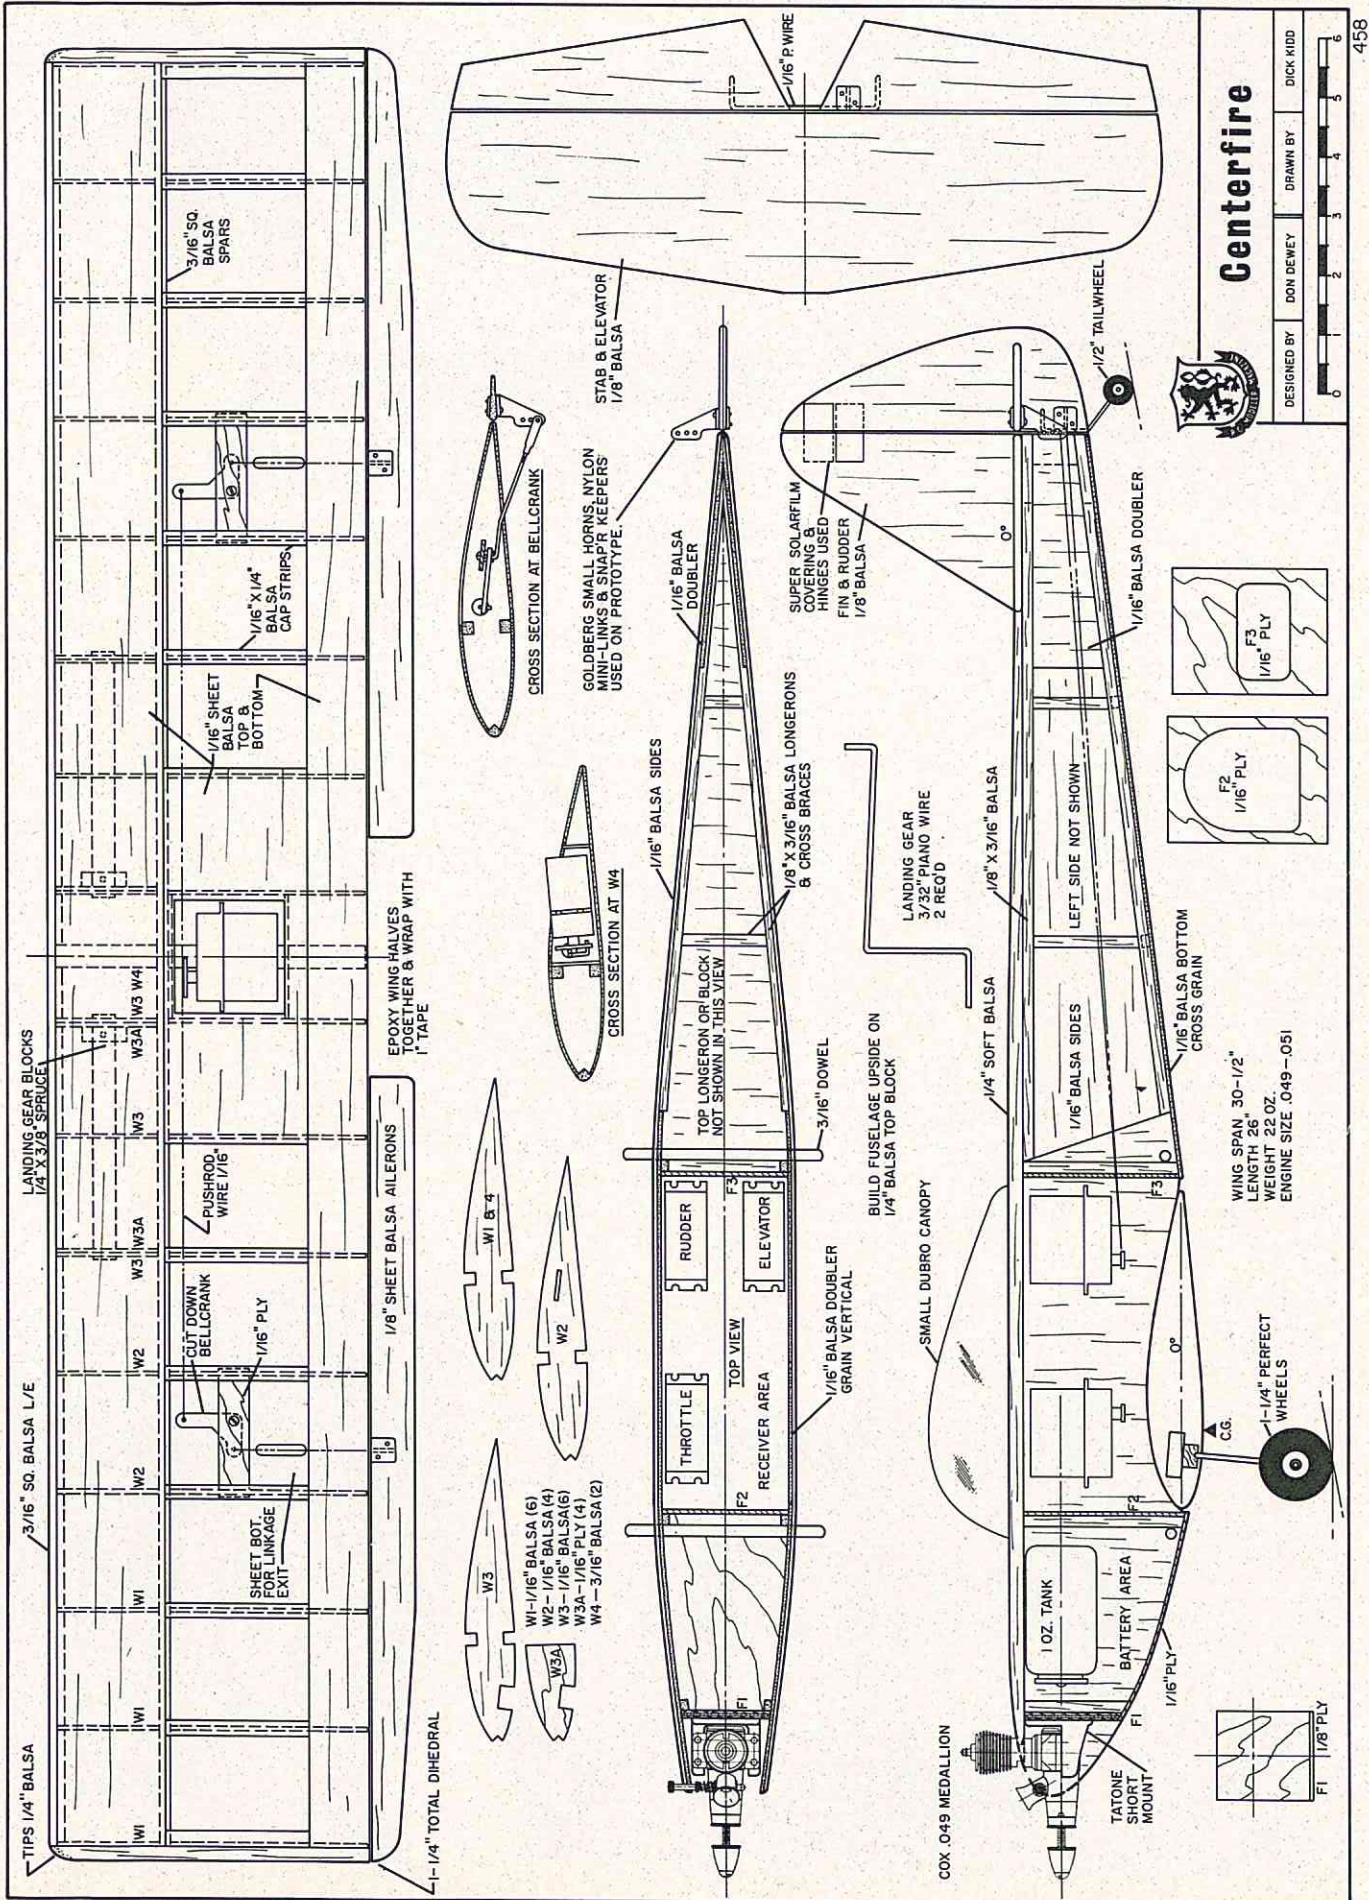 TIPS 1/4" BALSA
3/16" SQ. BALSA L/E
LANDING GEAR BLOCKS
1/4" X 3/8" SPRUCE
W1
W1
W1
W2
W2
W3
W3A
W3
W3A
W3
W4
CUT DOWN
BELLCRANK
1/16" PLY
PUSHROD
WIRE 1/16"
SHEET BOT.
FOR LINKAGE
EXIT
1/16" SHEET
BALSA
TOP &
BOTTOM
1/16" X 1/4"
BALSA
CAP STRIPS
3/16" SQ.
BALSA
SPARS
1/8" SHEET BALSA AILERONS
1-1/4" TOTAL DIHEDRAL
EPOXY WING HALVES
TOGETHER & WRAP WITH
1" TAPE
W3
W3A
W1 & 4
W2
W1-1/16" BALSA (6)
W2-1/16" BALSA (4)
W3-1/16" BALSA (6)
W3A-1/16" PLY (4)
W4-3/16" BALSA (2)
CROSS SECTION AT W4
CROSS SECTION AT BELLCRANK
GOLDBERG SMALL HORNS, NYLON
MINI-LINKS & SNAP'R KEEPERS
USED ON PROTOTYPE.
STAB & ELEVATOR
1/8" BALSA
1/16" P. WIRE
F1
F2
THROTTLE
TOP VIEW
RECEIVER AREA
RUDDER
ELEVATOR
F3
1/16" BALSA SIDES
TOP LONGERON OR BLOCK
NOT SHOWN IN THIS VIEW
1/16" BALSA
DOUBLER
1/8" X 3/16" BALSA LONGERONS
& CROSS BRACES
3/16" DOWEL
1/16" BALSA DOUBLER
GRAIN VERTICAL
BUILD FUSELAGE UPSIDE ON
1/4" BALSA TOP BLOCK
LANDING GEAR
3/32" PIANO WIRE
2 REQ'D
SUPER SOLARFILM
COVERING &
HINGES USED
FIN & RUDDER
1/8" BALSA
COX .049 MEDALLION
SMALL DUBRO CANOPY
1/4" SOFT BALSA
1/8" X 3/16" BALSA
0°
1/2" TAILWHEEL
1 OZ. TANK
BATTERY AREA
F1
F2
F3
1/16" BALSA SIDES
LEFT SIDE NOT SHOWN
1/16" BALSA DOUBLER
1/16" BALSA BOTTOM
CROSS GRAIN
TATONE
SHORT
MOUNT
1/16" PLY
0°
C.G.
1-1/4" PERFECT
WHEELS
WING SPAN 30-1/2"
LENGTH 26"
WEIGHT 22 OZ.
ENGINE SIZE .049-.051
F1
1/8" PLY
F2
1/16" PLY
F3
1/16" PLY
Centerfire
DESIGNED BY
DON DEWEY
DRAWN BY
DICK KIDD
0 1 2 3 4 5 6
458